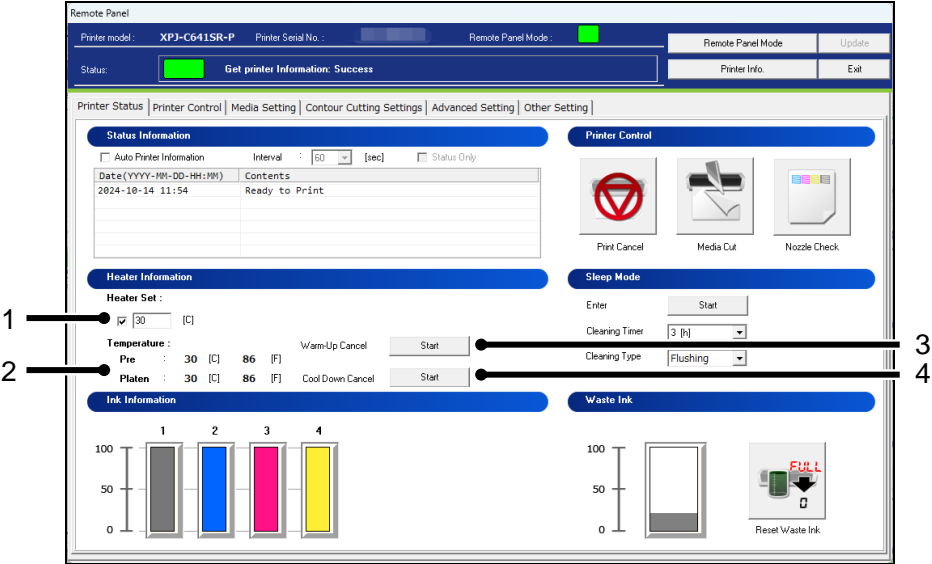 Remote Panel
Printer model : XPJ-C641SR-P Printer Serial No. : Remote Panel Mode : Remote Panel Mode Update
Status: Get printer Information: Success Printer Info. Exit
Printer Status Printer Control Media Setting Contour Cutting Settings Advanced Setting Other Setting
Status Information Printer Control
Auto Printer Information Interval : 60 [sec] Status Only
Date(YYYY-MM-DD-HH:MM) Contents
2024-10-14 11:54 Ready to Print
Print Cancel Media Cut Nozzle Check
Heater Information Sleep Mode
Heater Set :
Enter Start
1 30 [C]
Cleaning Timer 3 [h]
Temperature : Warm-Up Cancel Start 3
Pre : 30 [C] 86 [F]
Cleaning Type Flushing
2
Platen : 30 [C] 86 [F] Cool Down Cancel Start 4
Ink Information Waste Ink
1 2 3 4
100 100
50 50
0 0
FULL
0
Reset Waste Ink